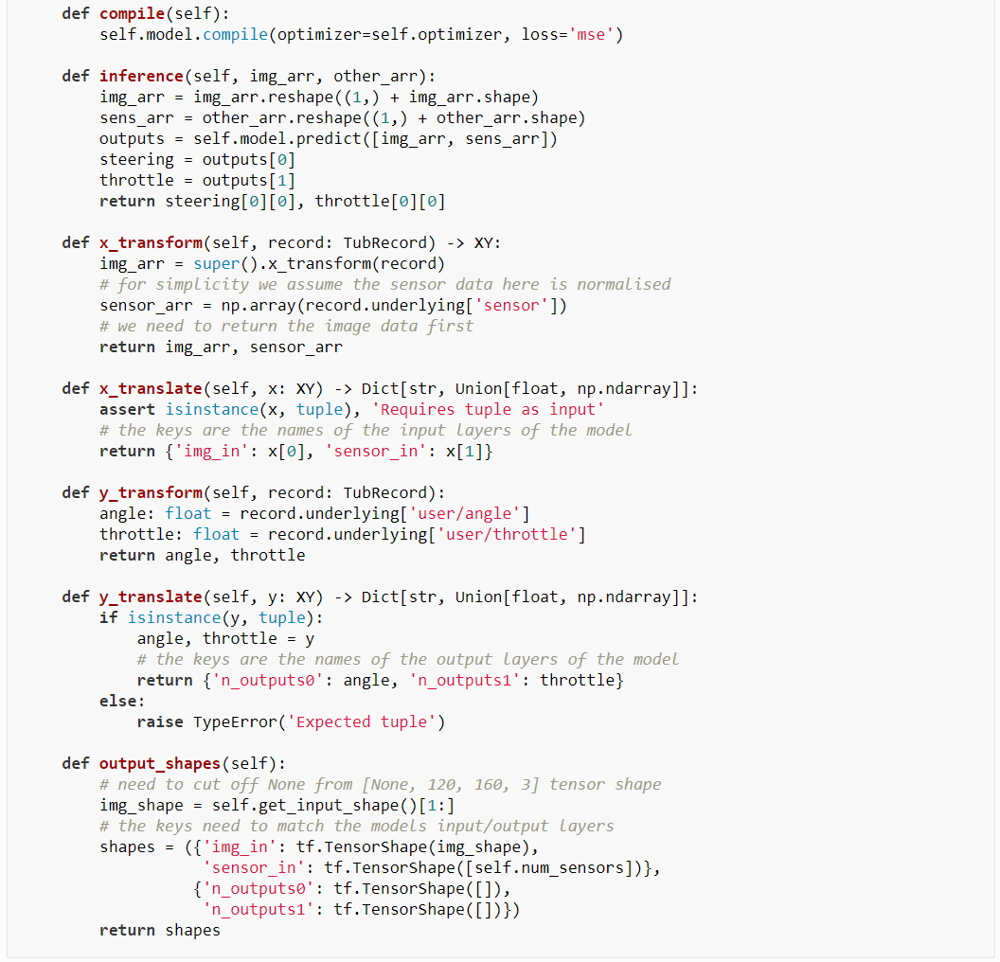 def compile(self):
    self.model.compile(optimizer=self.optimizer, loss='mse')

def inference(self, img_arr, other_arr):
    img_arr = img_arr.reshape((1,) + img_arr.shape)
    sens_arr = other_arr.reshape((1,) + other_arr.shape)
    outputs = self.model.predict([img_arr, sens_arr])
    steering = outputs[0]
    throttle = outputs[1]
    return steering[0][0], throttle[0][0]

def x_transform(self, record: TubRecord) -> XY:
    img_arr = super().x_transform(record)
    # for simplicity we assume the sensor data here is normalised
    sensor_arr = np.array(record.underlying['sensor'])
    # we need to return the image data first
    return img_arr, sensor_arr

def x_translate(self, x: XY) -> Dict[str, Union[float, np.ndarray]]:
    assert isinstance(x, tuple), 'Requires tuple as input'
    # the keys are the names of the input layers of the model
    return {'img_in': x[0], 'sensor_in': x[1]}

def y_transform(self, record: TubRecord):
    angle: float = record.underlying['user/angle']
    throttle: float = record.underlying['user/throttle']
    return angle, throttle

def y_translate(self, y: XY) -> Dict[str, Union[float, np.ndarray]]:
    if isinstance(y, tuple):
        angle, throttle = y
        # the keys are the names of the output layers of the model
        return {'n_outputs0': angle, 'n_outputs1': throttle}
    else:
        raise TypeError('Expected tuple')

def output_shapes(self):
    # need to cut off None from [None, 120, 160, 3] tensor shape
    img_shape = self.get_input_shape()[1:]
    # the keys need to match the models input/output layers
    shapes = ({'img_in': tf.TensorShape(img_shape),
               'sensor_in': tf.TensorShape([self.num_sensors])},
              {'n_outputs0': tf.TensorShape([]),
               'n_outputs1': tf.TensorShape([])})
    return shapes